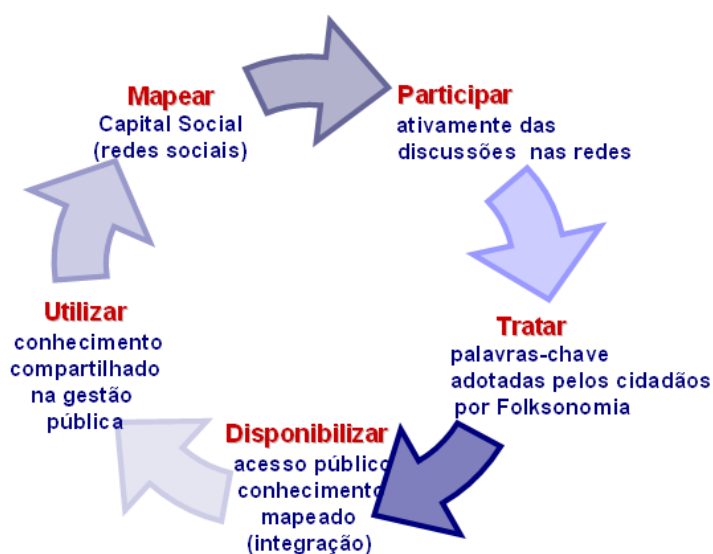 Mapear
Capital Social
(redes sociais)
Participar
ativamente das
discussões nas redes
Tratar
palavras-chave
adotadas pelos cidadãos
por Folksonomia
Disponibilizar
acesso público
conhecimento
mapeado
(integração)
Utilizar
conhecimento
compartilhado
na gestão
pública